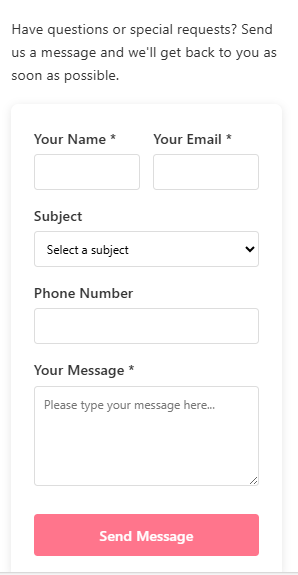 Have questions or special requests? Send
us a message and we'll get back to you as
soon as possible.
Your Name * Your Email *
Subject
Select a subject
Phone Number
Your Message *
Please type your message here...
Send Message